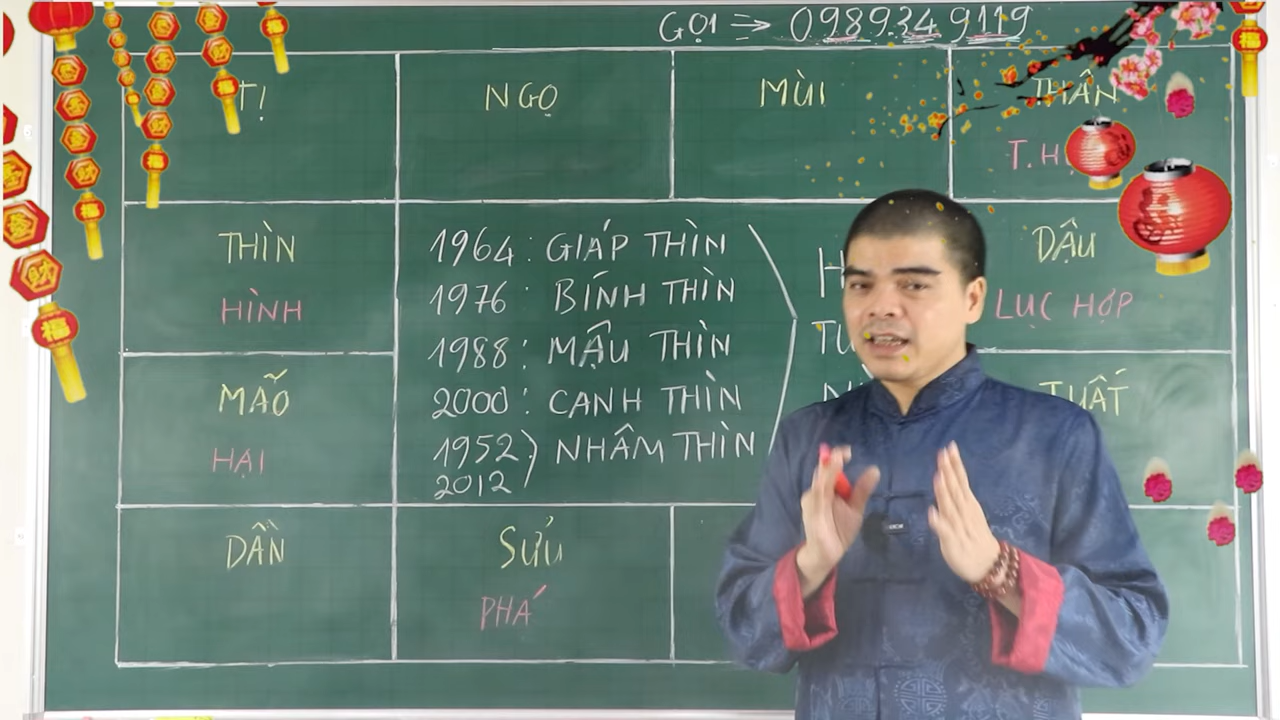 GỌI ⇒ 0989349119
TỊ
NGỌ
MÙI
THÂN
T.H
THÌN
HÌNH
1964: GIÁP THÌN
1976: BÍNH THÌN
1988: MẬU THÌN
2000: CANH THÌN
1952
2012
NHÂM THÌN
DẬU
LỤC HỢP
MÃO
HẠI
TUẤT
DẦN
SỬU
PHÁ